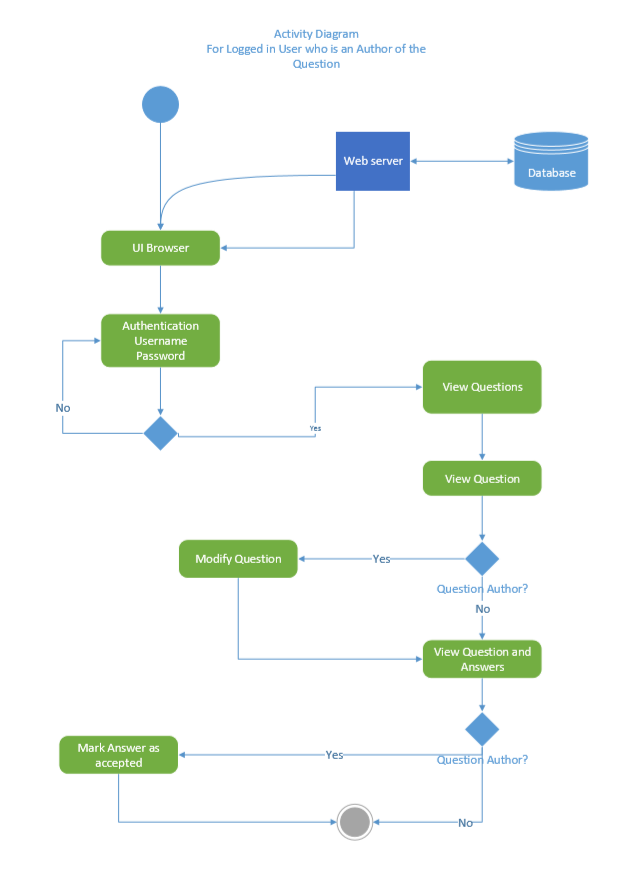 Activity Diagram
For Logged in User who is an Author of the
Question
Web server
Database
UI Browser
Authentication
Username
Password
View Questions
No
Yes
View Question
Modify Question
Yes
Question Author?
No
View Question and
Answers
Mark Answer as
accepted
Yes
Question Author?
No